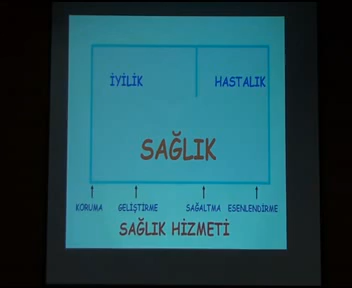 İYİLİK HASTALIK
SAĞLIK
KORUMA GELİŞTİRME SAĞALTMA ESENLENDİRME
SAĞLIK HİZMETİ